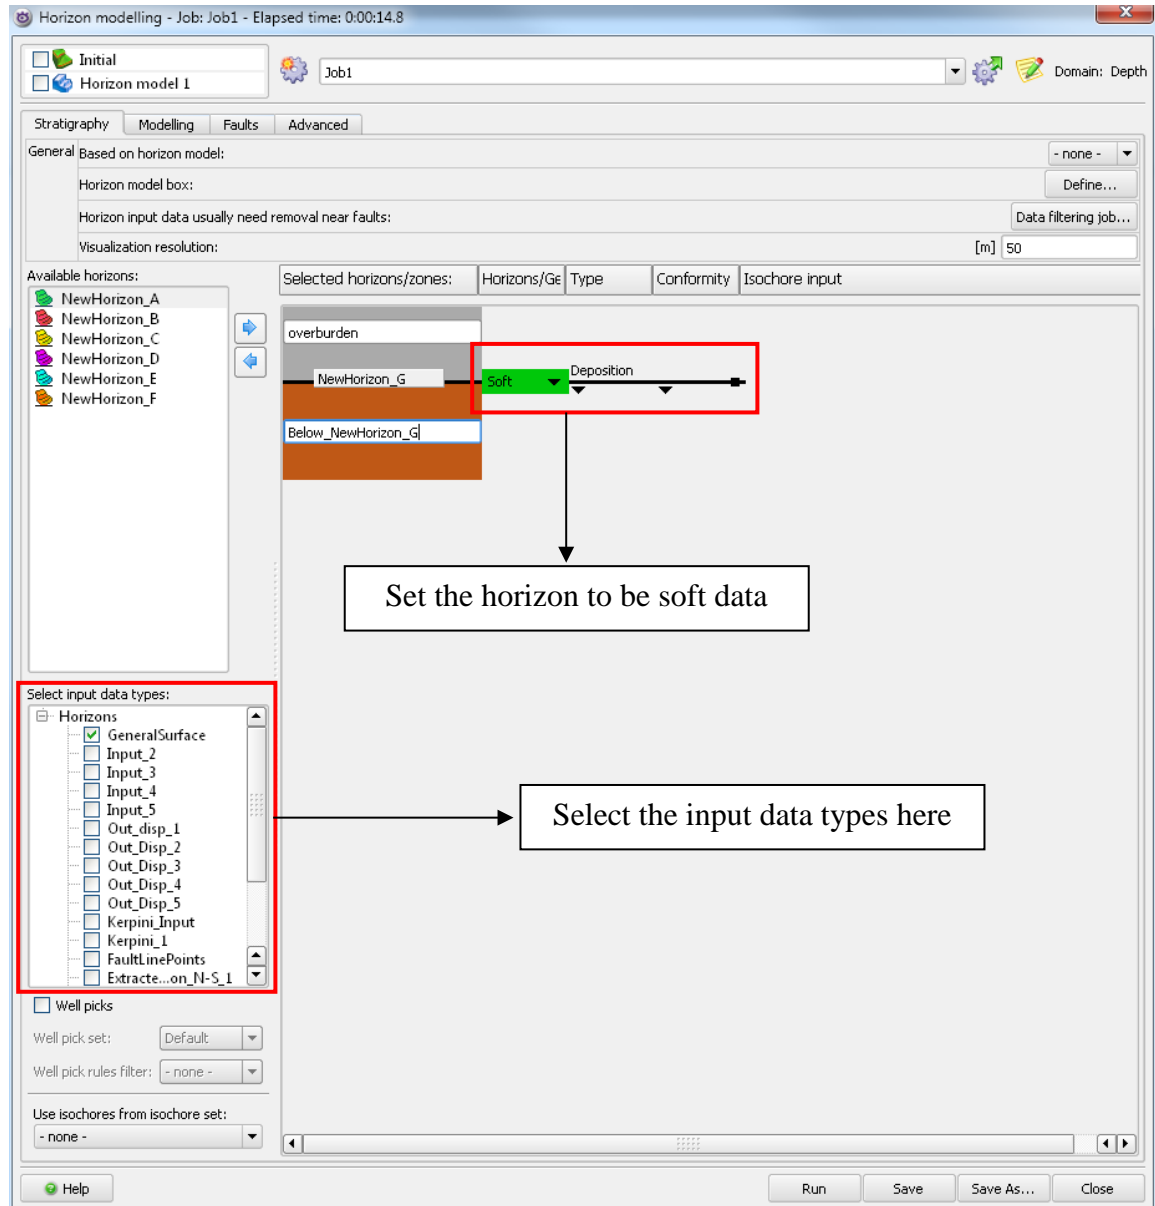 Horizon modelling - Job: Job1 - Elapsed time: 0:00:14.8
Initial
Horizon model 1
Job1
Domain: Depth
Stratigraphy Modelling Faults Advanced
General Based on horizon model: - none -
Horizon model box: Define...
Horizon input data usually need removal near faults: Data filtering job...
Visualization resolution: [m] 50
Available horizons:
Selected horizons/zones: Horizons/Ge Type Conformity Isochore input
NewHorizon_A
NewHorizon_B
NewHorizon_C
NewHorizon_D
NewHorizon_E
NewHorizon_F
overburden
NewHorizon_G Soft Deposition
Below_NewHorizon_G
Set the horizon to be soft data
Select input data types:
Horizons
GeneralSurface
Input_2
Input_3
Input_4
Input_5
Out_disp_1
Out_Disp_2
Out_Disp_3
Out_Disp_4
Out_Disp_5
Kerpini_Input
Kerpini_1
FaultLinePoints
Extracte...on_N-S_1
Select the input data types here
Well picks
Well pick set: Default
Well pick rules filter: - none -
Use isochores from isochore set:
- none -
Help Run Save Save As... Close